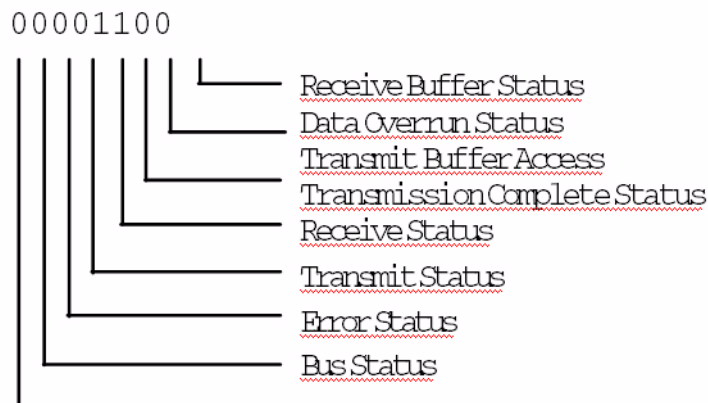 00001100
Receive Buffer Status
Data Overrun Status
Transmit Buffer Access
Transmission Complete Status
Receive Status
Transmit Status
Error Status
Bus Status